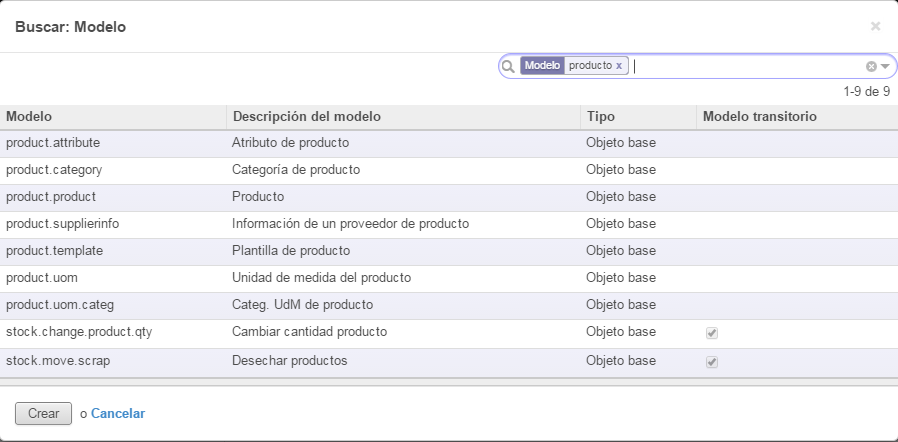 Buscar: Modelo ×
Modelo producto x
1-9 de 9
Modelo Descripción del modelo Tipo Modelo transitorio
product.attribute Atributo de producto Objeto base
product.category Categoría de producto Objeto base
product.product Producto Objeto base
product.supplierinfo Información de un proveedor de producto Objeto base
product.template Plantilla de producto Objeto base
product.uom Unidad de medida del producto Objeto base
product.uom.categ Categ. UdM de producto Objeto base
stock.change.product.qty Cambiar cantidad producto Objeto base
stock.move.scrap Desechar productos Objeto base
Crear o Cancelar